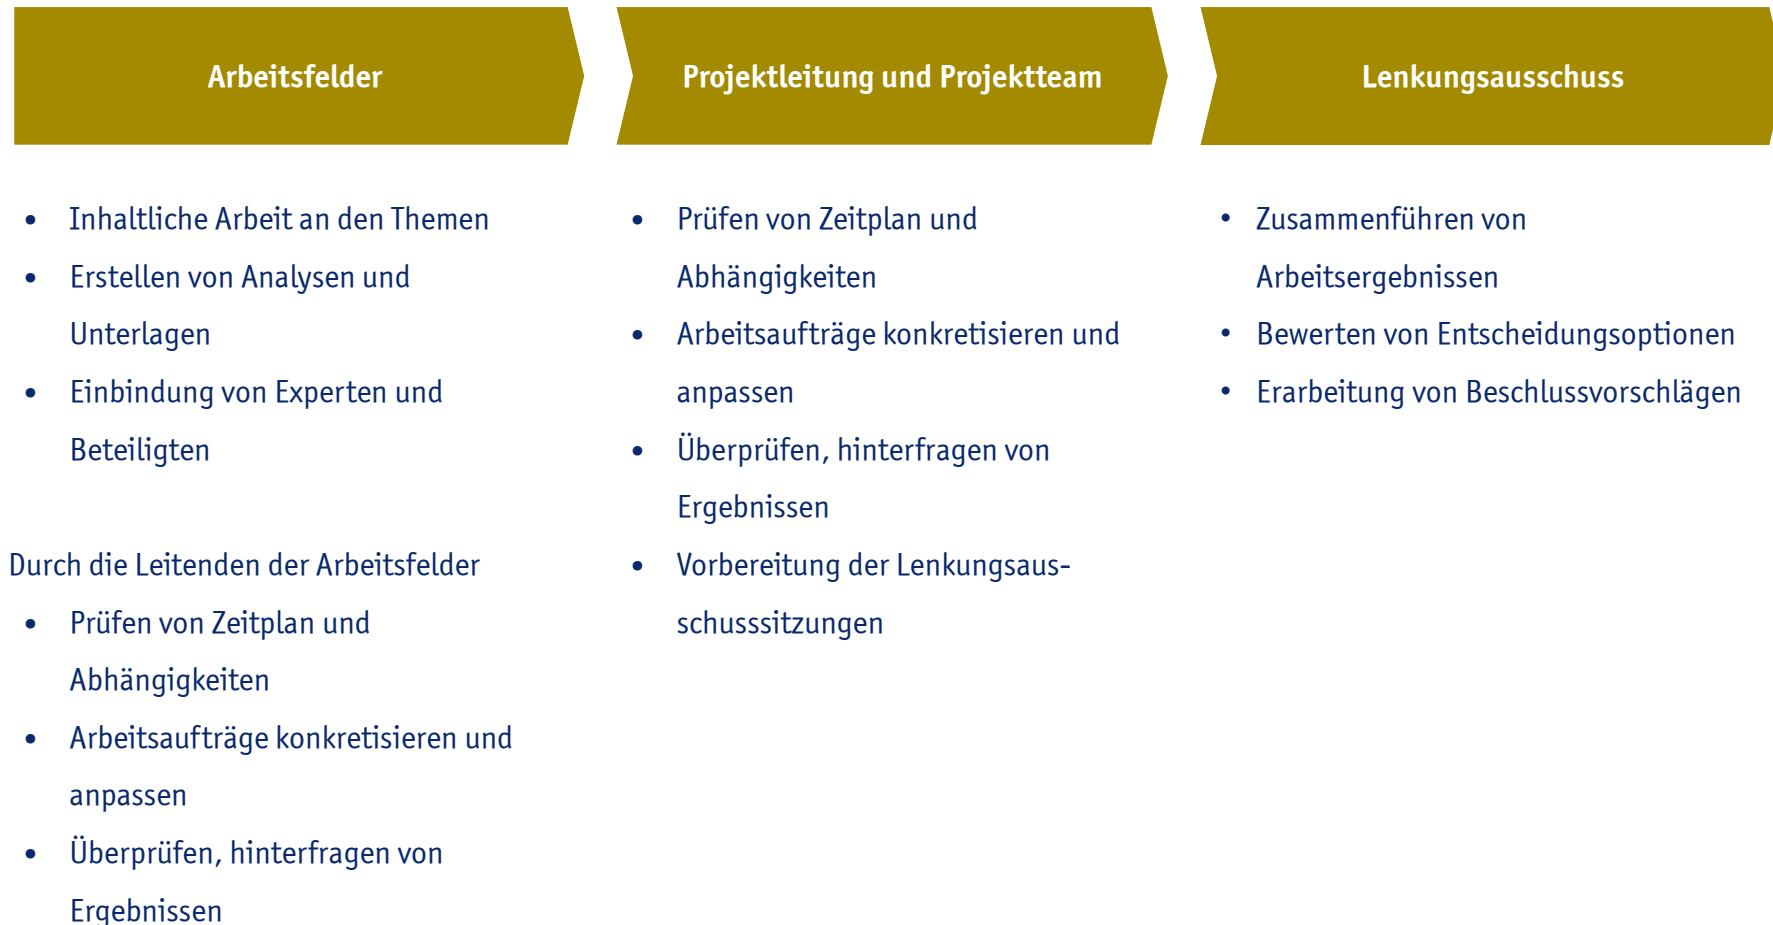 Arbeitsfelder
• Inhaltliche Arbeit an den Themen
• Erstellen von Analysen und
Unterlagen
• Einbindung von Experten und
Beteiligten
Durch die Leitenden der Arbeitsfelder
• Prüfen von Zeitplan und
Abhängigkeiten
• Arbeitsaufträge konkretisieren und
anpassen
• Überprüfen, hinterfragen von
Ergebnissen
Projektleitung und Projektteam
• Prüfen von Zeitplan und
Abhängigkeiten
• Arbeitsaufträge konkretisieren und
anpassen
• Überprüfen, hinterfragen von
Ergebnissen
• Vorbereitung der Lenkungsaus-
schusssitzungen
Lenkungsausschuss
• Zusammenführen von
Arbeitsergebnissen
• Bewerten von Entscheidungsoptionen
• Erarbeitung von Beschlussvorschlägen